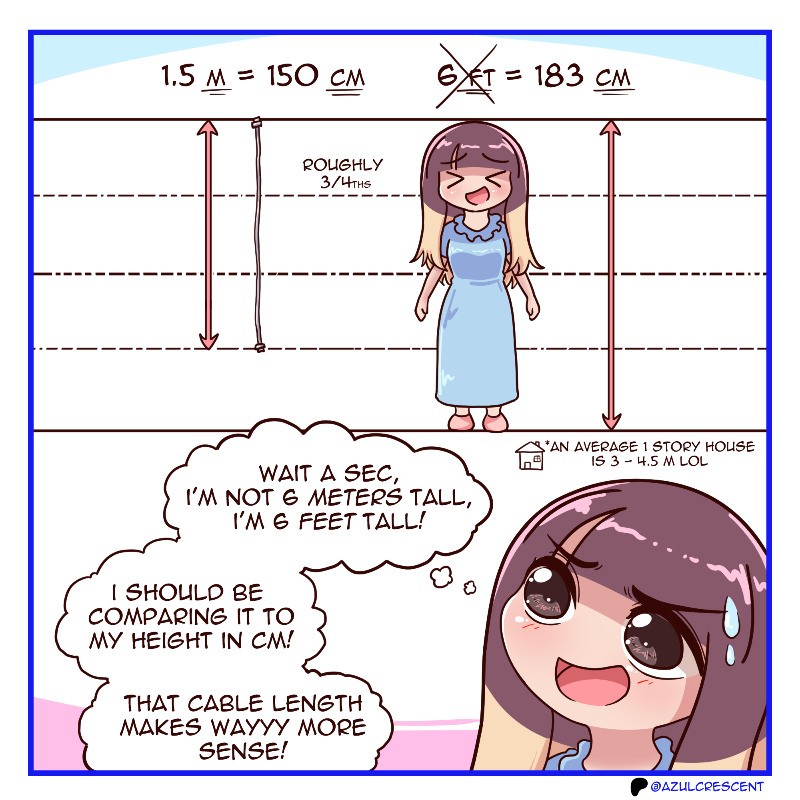 1.5 M = 150 CM
6 FT = 183 CM
ROUGHLY
3/4THS
*AN AVERAGE 1 STORY HOUSE
IS 3 - 4.5 M LOL
WAIT A SEC,
I'M NOT 6 METERS TALL,
I'M 6 FEET TALL!
I SHOULD BE
COMPARING IT TO
MY HEIGHT IN CM!
THAT CABLE LENGTH
MAKES WAYYY MORE
SENSE!
@AZULCRESCENT